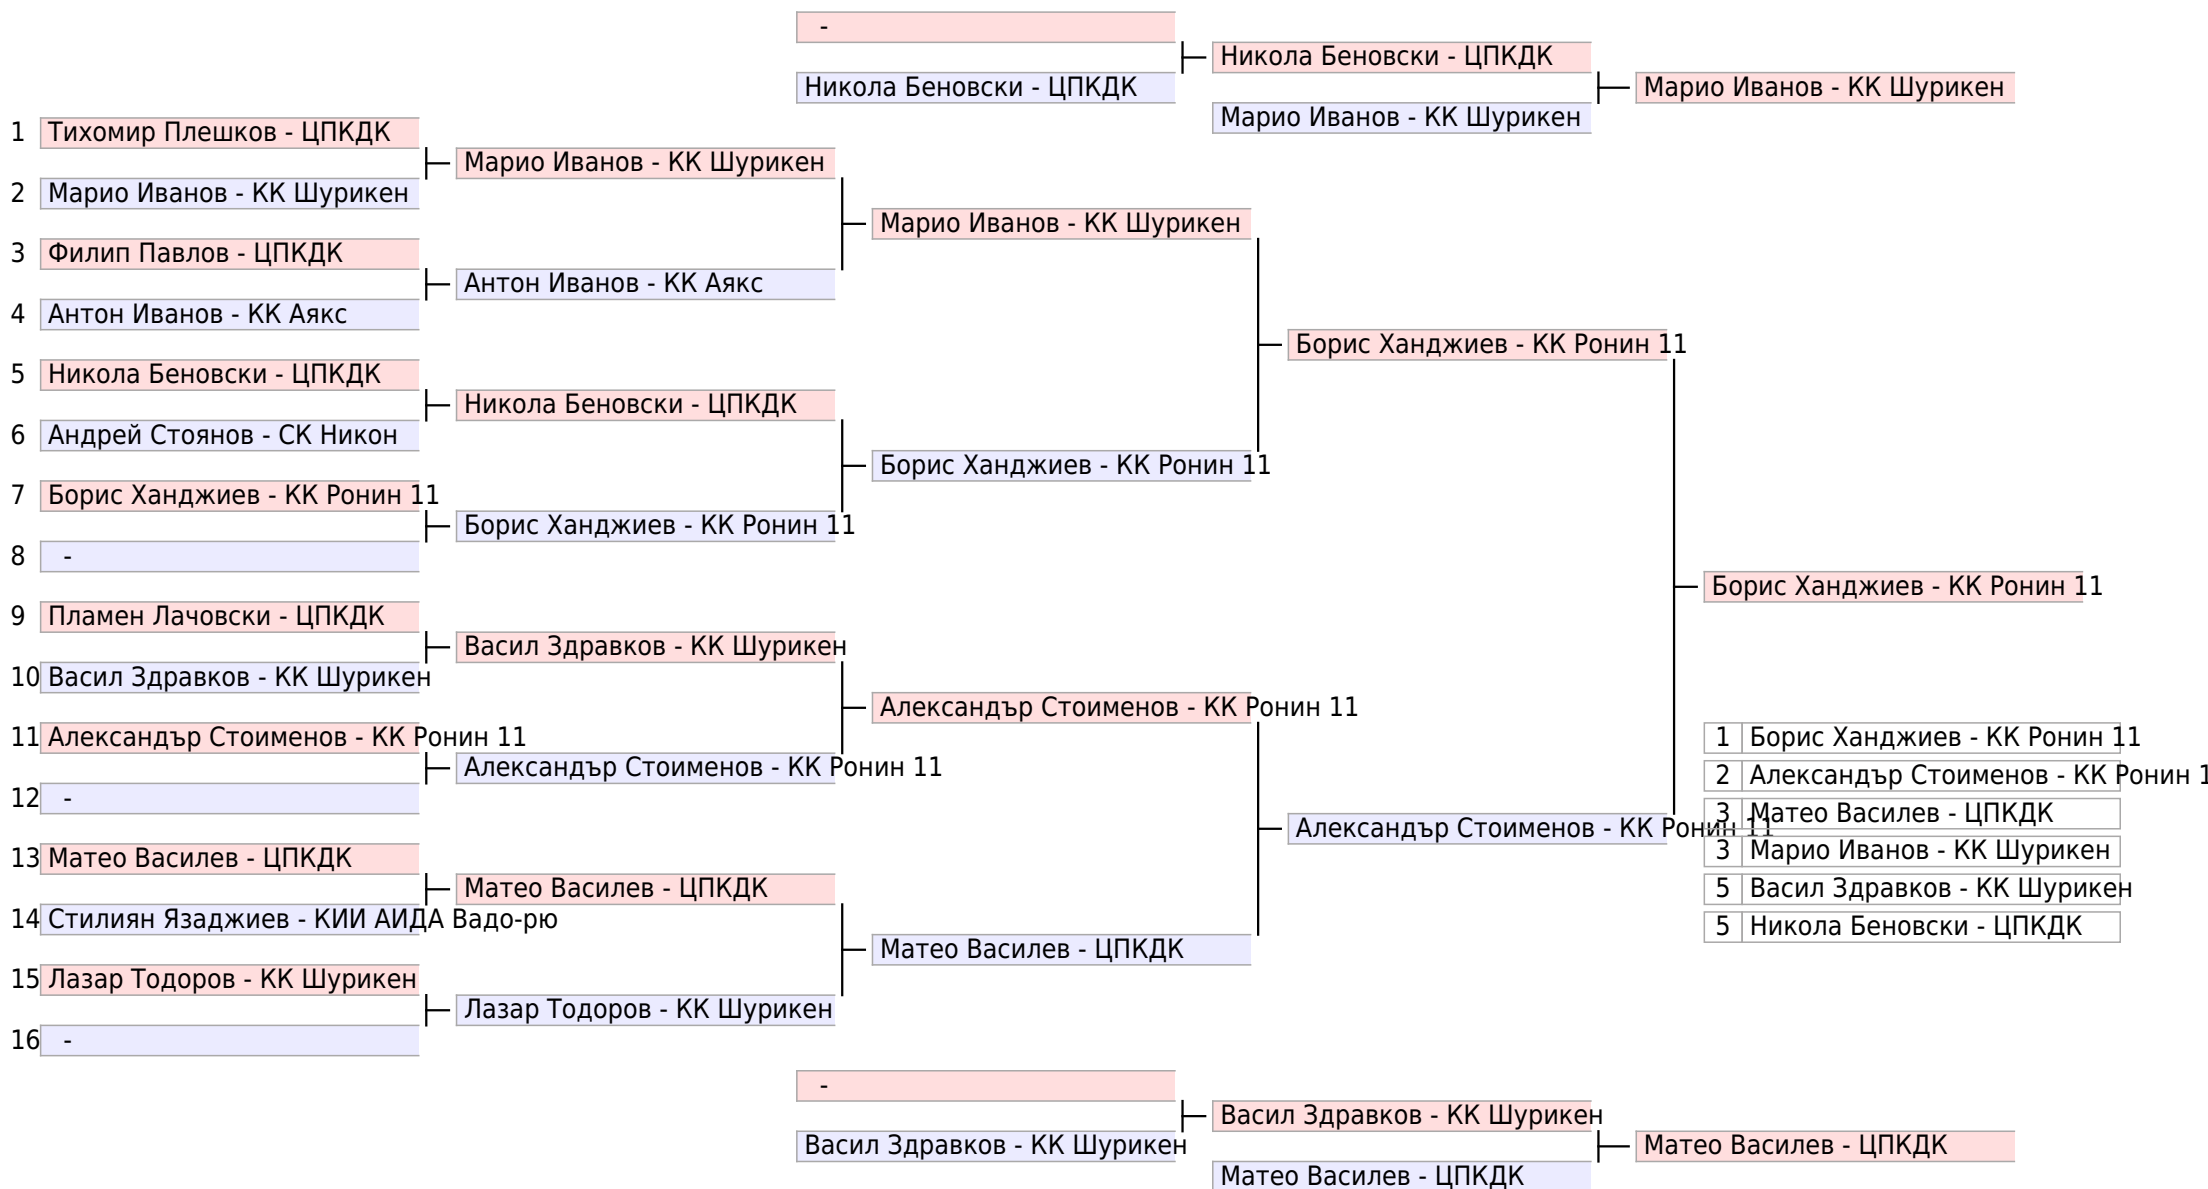 -
Никола Беновски - ЦПКДК
Никола Беновски - ЦПКДК
Марио Иванов - КК Шурикен
Марио Иванов - КК Шурикен
1 Тихомир Плешков - ЦПКДК
Марио Иванов - КК Шурикен
2 Марио Иванов - КК Шурикен
Марио Иванов - КК Шурикен
3 Филип Павлов - ЦПКДК
Антон Иванов - КК Аякс
4 Антон Иванов - КК Аякс
Борис Ханджиев - КК Ронин 11
5 Никола Беновски - ЦПКДК
Никола Беновски - ЦПКДК
6 Андрей Стоянов - СК Никон
Борис Ханджиев - КК Ронин 11
7 Борис Ханджиев - КК Ронин 11
Борис Ханджиев - КК Ронин 11
8 -
Борис Ханджиев - КК Ронин 11
9 Пламен Лачовски - ЦПКДК
Васил Здравков - КК Шурикен
10 Васил Здравков - КК Шурикен
Александър Стоименов - КК Ронин 11
11 Александър Стоименов - КК Ронин 11
Александър Стоименов - КК Ронин 11
12 -
Александър Стоименов - КК Ронин 11
13 Матео Василев - ЦПКДК
Матео Василев - ЦПКДК
14 Стилиян Язаджиев - КИИ АИДА Вадо-рю
Матео Василев - ЦПКДК
15 Лазар Тодоров - КК Шурикен
Лазар Тодоров - КК Шурикен
16 -
1 Борис Ханджиев - КК Ронин 11
2 Александър Стоименов - КК Ронин 1
3 Матео Василев - ЦПКДК
3 Марио Иванов - КК Шурикен
5 Васил Здравков - КК Шурикен
5 Никола Беновски - ЦПКДК
-
Васил Здравков - КК Шурикен
Васил Здравков - КК Шурикен
Матео Василев - ЦПКДК
Матео Василев - ЦПКДК